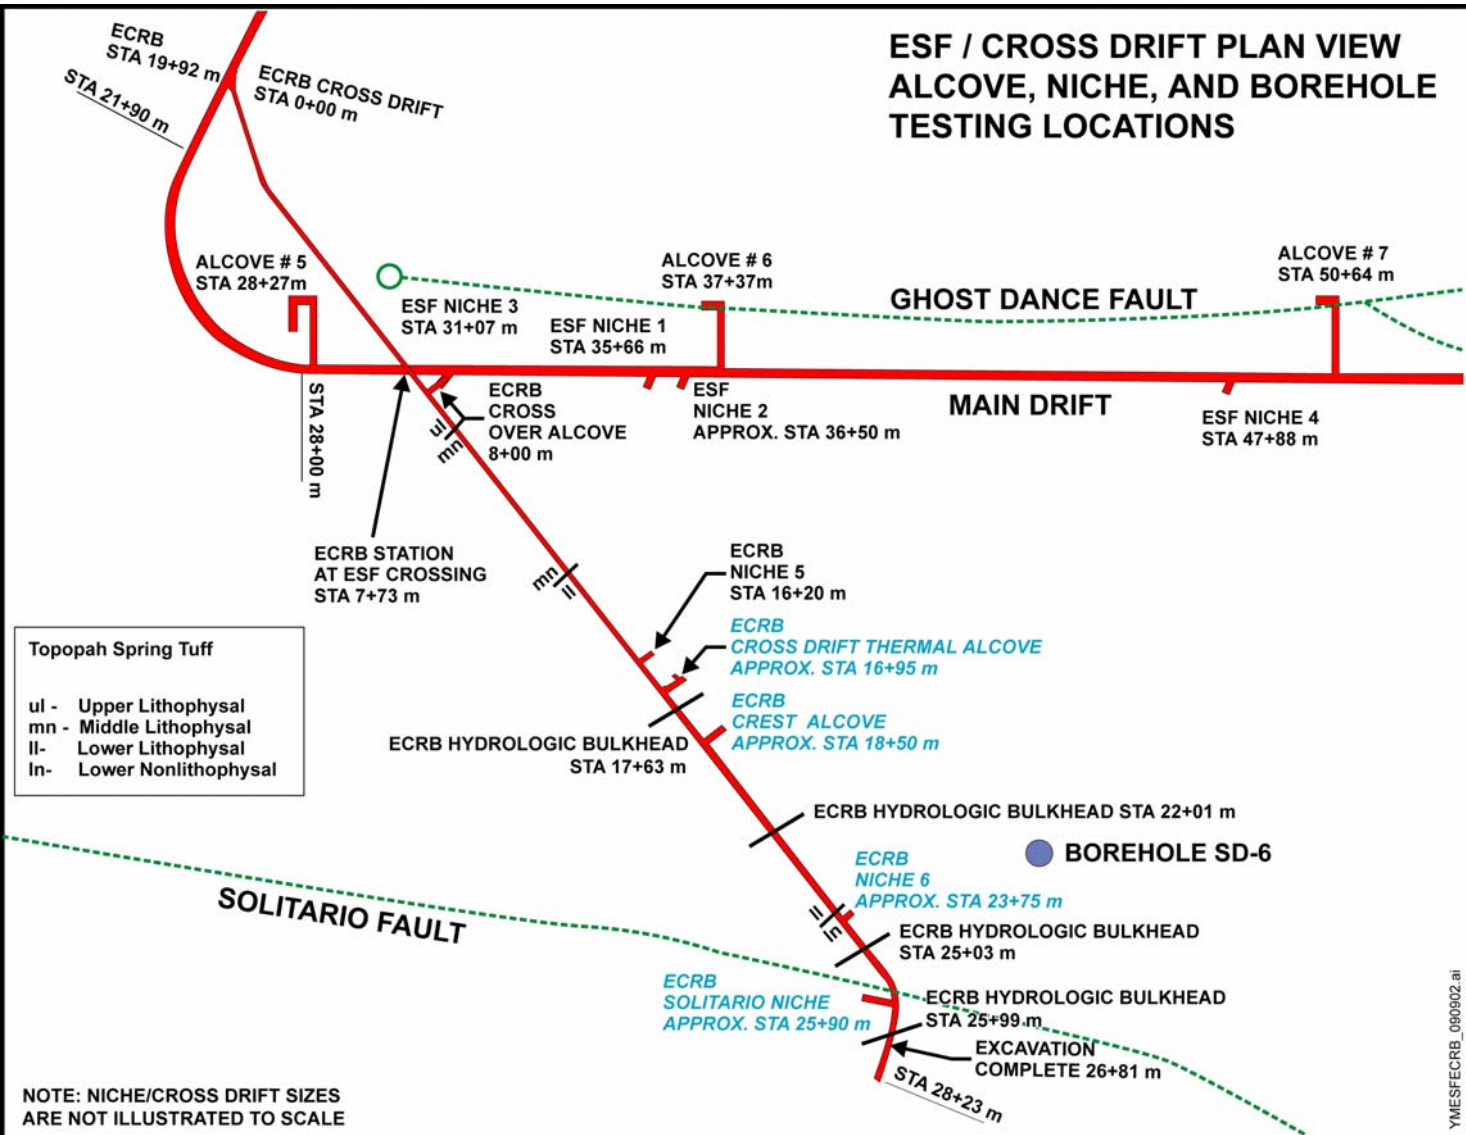 ESF / CROSS DRIFT PLAN VIEW
ALCOVE, NICHE, AND BOREHOLE
TESTING LOCATIONS
ECRB
STA 19+92 m
STA 21+90 m
ECRB CROSS DRIFT
STA 0+00 m
ALCOVE # 5
STA 28+27m
ESF NICHE 3
STA 31+07 m
ESF NICHE 1
STA 35+66 m
ALCOVE # 6
STA 37+37m
GHOST DANCE FAULT
ALCOVE # 7
STA 50+64 m
STA 28+00 m
ECRB
CROSS
OVER ALCOVE
8+00 m
ESF
NICHE 2
APPROX. STA 36+50 m
MAIN DRIFT
ESF NICHE 4
STA 47+88 m
ul
mn
ECRB STATION
AT ESF CROSSING
STA 7+73 m
mn
ll
ECRB
NICHE 5
STA 16+20 m
ECRB
CROSS DRIFT THERMAL ALCOVE
APPROX. STA 16+95 m
ECRB
CREST ALCOVE
APPROX. STA 18+50 m
ECRB HYDROLOGIC BULKHEAD
STA 17+63 m
Topopah Spring Tuff
ul - Upper Lithophysal
mn - Middle Lithophysal
ll- Lower Lithophysal
ln- Lower Nonlithophysal
ECRB HYDROLOGIC BULKHEAD STA 22+01 m
BOREHOLE SD-6
ECRB
NICHE 6
APPROX. STA 23+75 m
ll
ln
ECRB HYDROLOGIC BULKHEAD
STA 25+03 m
SOLITARIO FAULT
ECRB
SOLITARIO NICHE
APPROX. STA 25+90 m
ECRB HYDROLOGIC BULKHEAD
STA 25+99 m
EXCAVATION
COMPLETE 26+81 m
STA 28+23 m
NOTE: NICHE/CROSS DRIFT SIZES
ARE NOT ILLUSTRATED TO SCALE
YMESFECRB_090902.ai